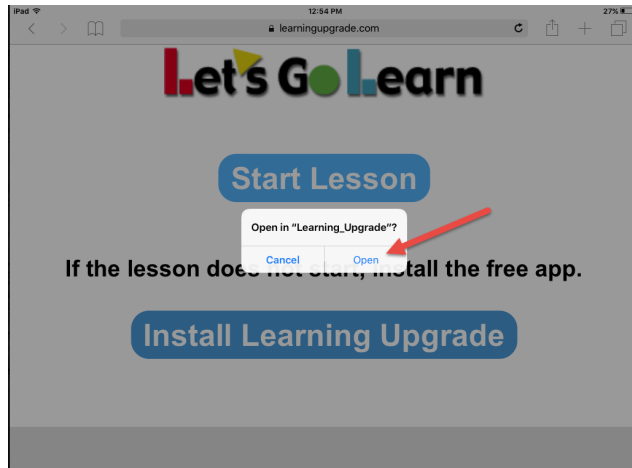 iPad 12:54 PM 27%
learningupgrade.com
Let's Go Learn
Start Lesson
Open in “Learning_Upgrade”?
Cancel Open
If the lesson does not start, install the free app.
Install Learning Upgrade